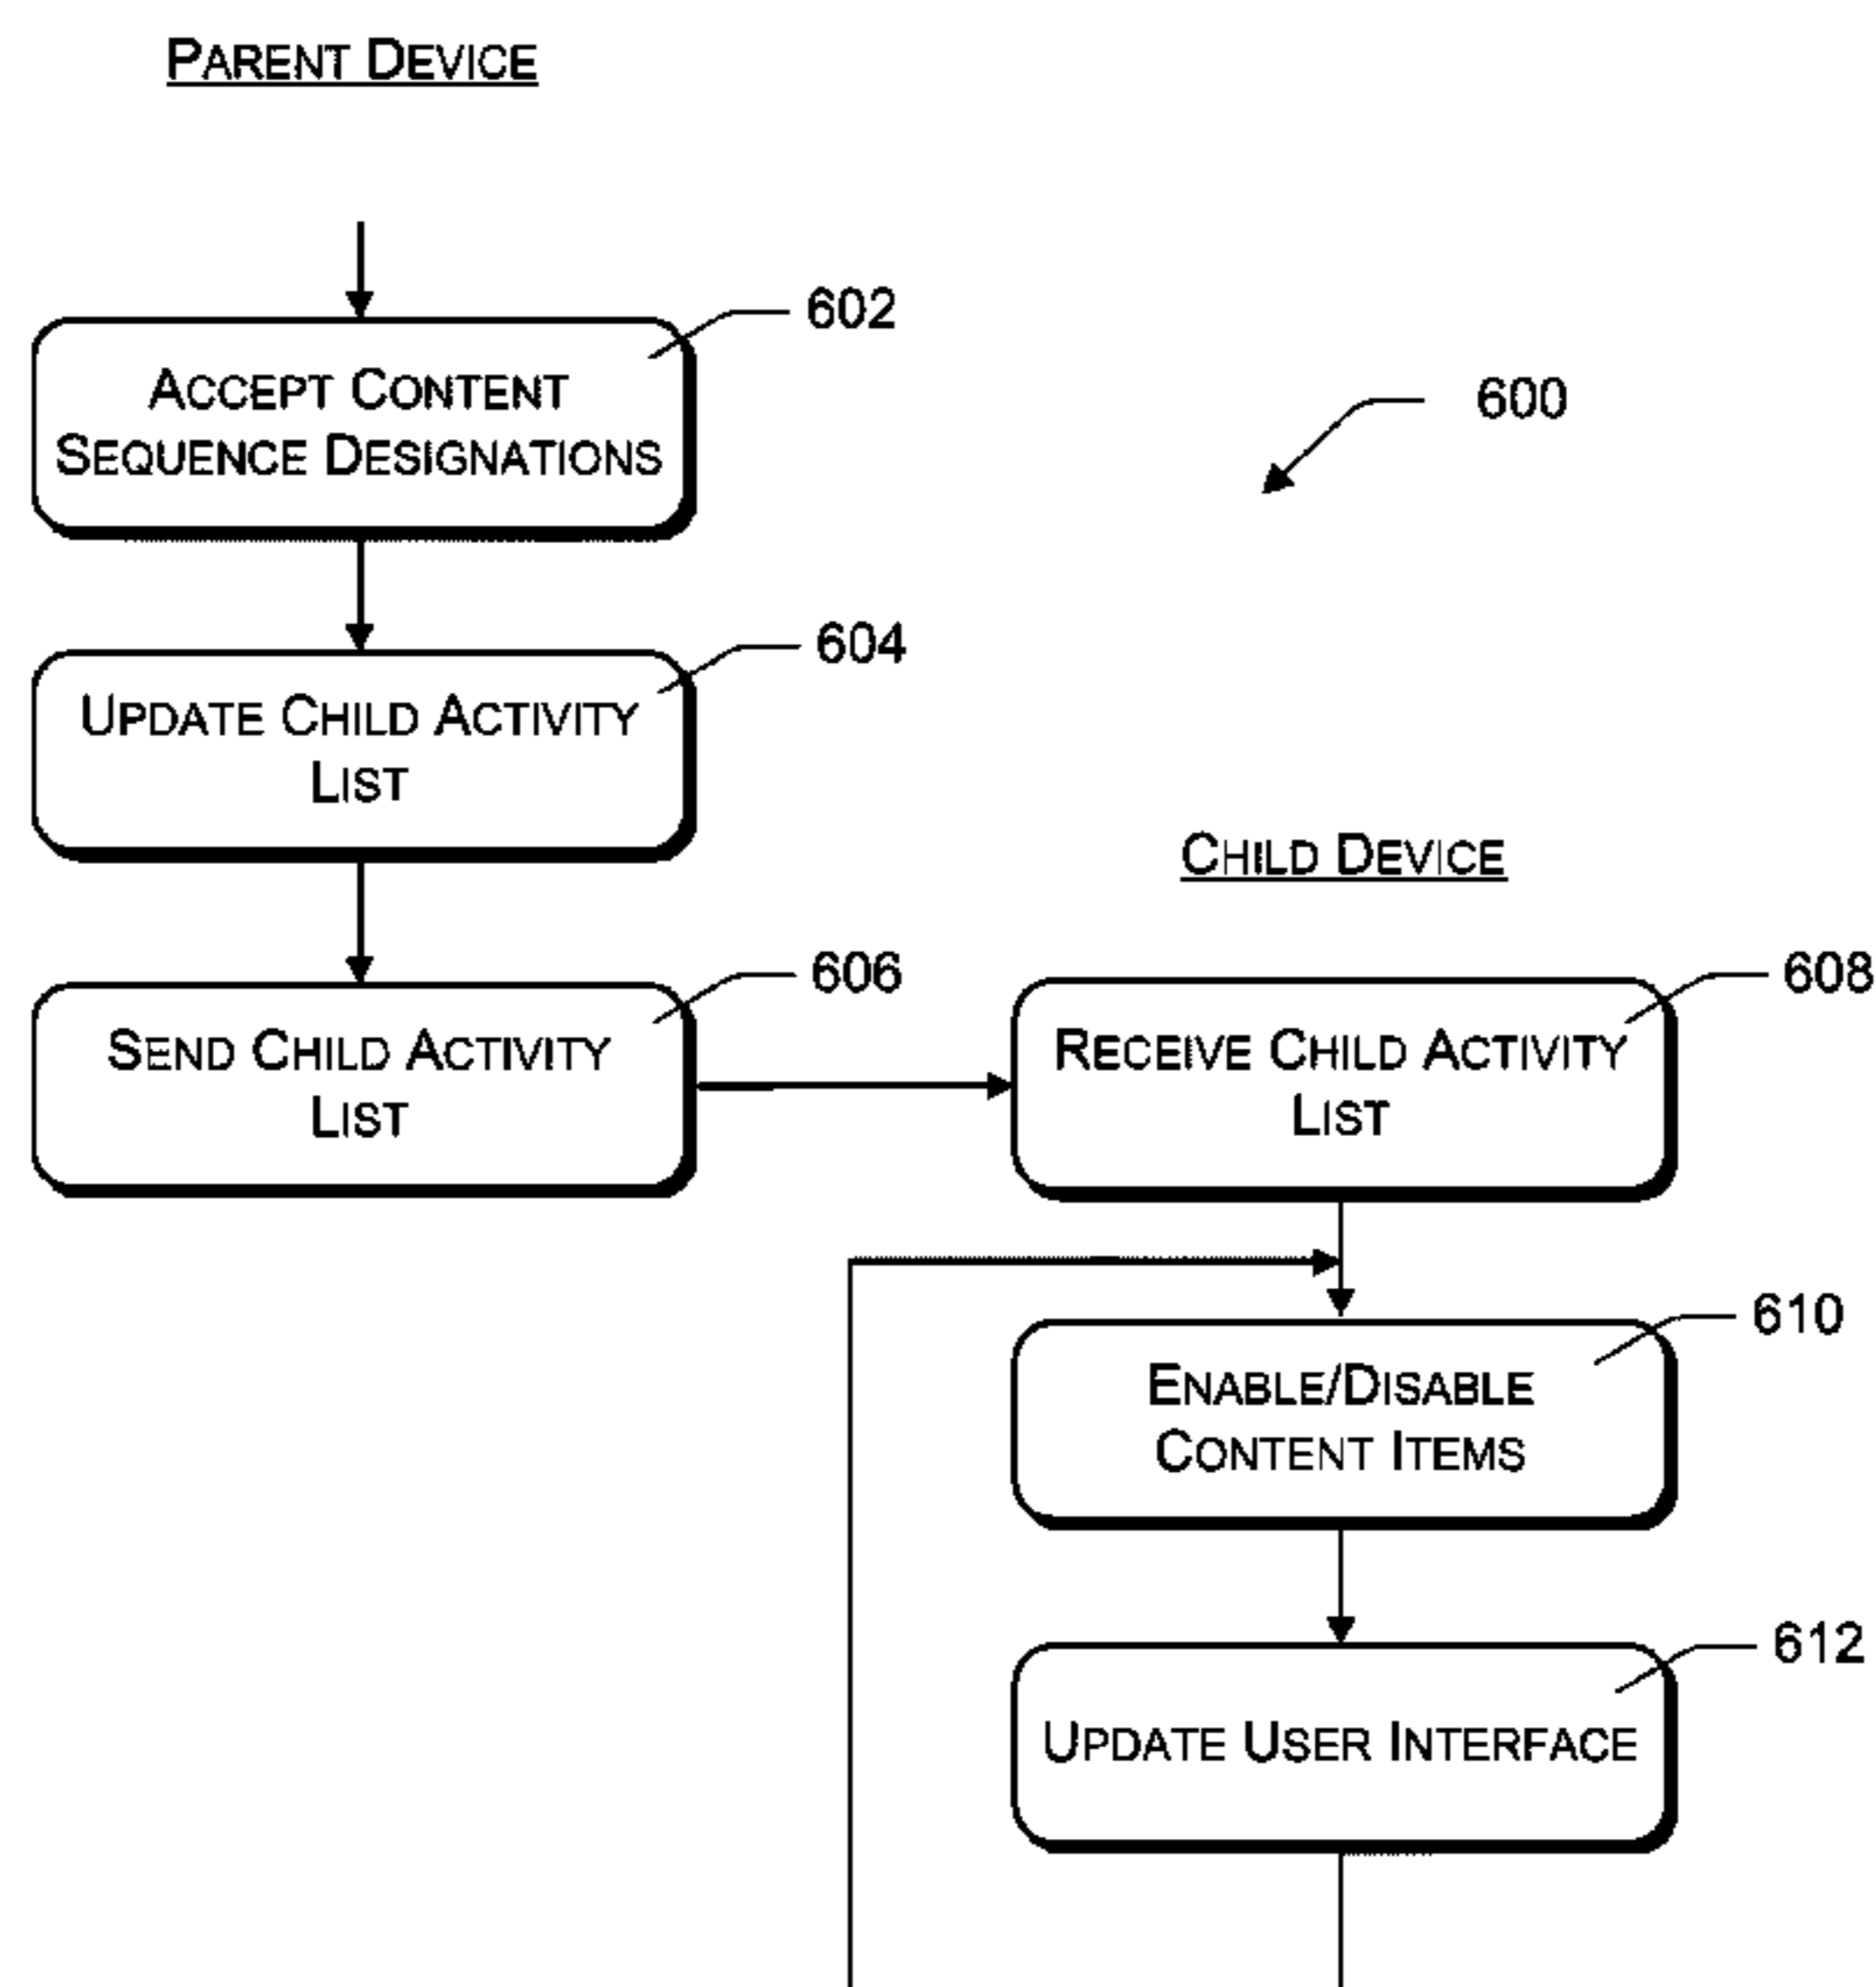 PARENT DEVICE
602
ACCEPT CONTENT
SEQUENCE DESIGNATIONS
600
604
UPDATE CHILD ACTIVITY
LIST
CHILD DEVICE
606
SEND CHILD ACTIVITY
LIST
608
RECEIVE CHILD ACTIVITY
LIST
610
ENABLE/DISABLE
CONTENT ITEMS
612
UPDATE USER INTERFACE